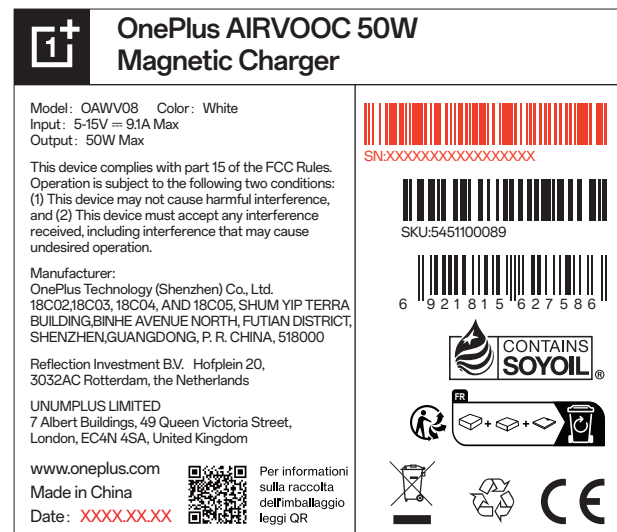 OnePlus AIRVOOC 50W
Magnetic Charger
Model: OAWV08 Color: White
Input: 5-15V ⎓ 9.1A Max
Output: 50W Max
This device complies with part 15 of the FCC Rules.
Operation is subject to the following two conditions:
(1) This device may not cause harmful interference,
and (2) This device must accept any interference
received, including interference that may cause
undesired operation.
Manufacturer:
OnePlus Technology (Shenzhen) Co., Ltd.
18C02,18C03, 18C04, AND 18C05, SHUM YIP TERRA
BUILDING,BINHE AVENUE NORTH, FUTIAN DISTRICT,
SHENZHEN,GUANGDONG, P. R. CHINA, 518000
Reflection Investment B.V. Hofplein 20,
3032AC Rotterdam, the Netherlands
UNUMPLUS LIMITED
7 Albert Buildings, 49 Queen Victoria Street,
London, EC4N 4SA, United Kingdom
www.oneplus.com
Made in China
Date: XXXX.XX.XX
Per informationi
sulla raccolta
dell'imballaggio
leggi QR
SN:XXXXXXXXXXXXXXXXX
SKU:5451100089
6 921815 627586
CONTAINS
SOYOIL®
FR
CE